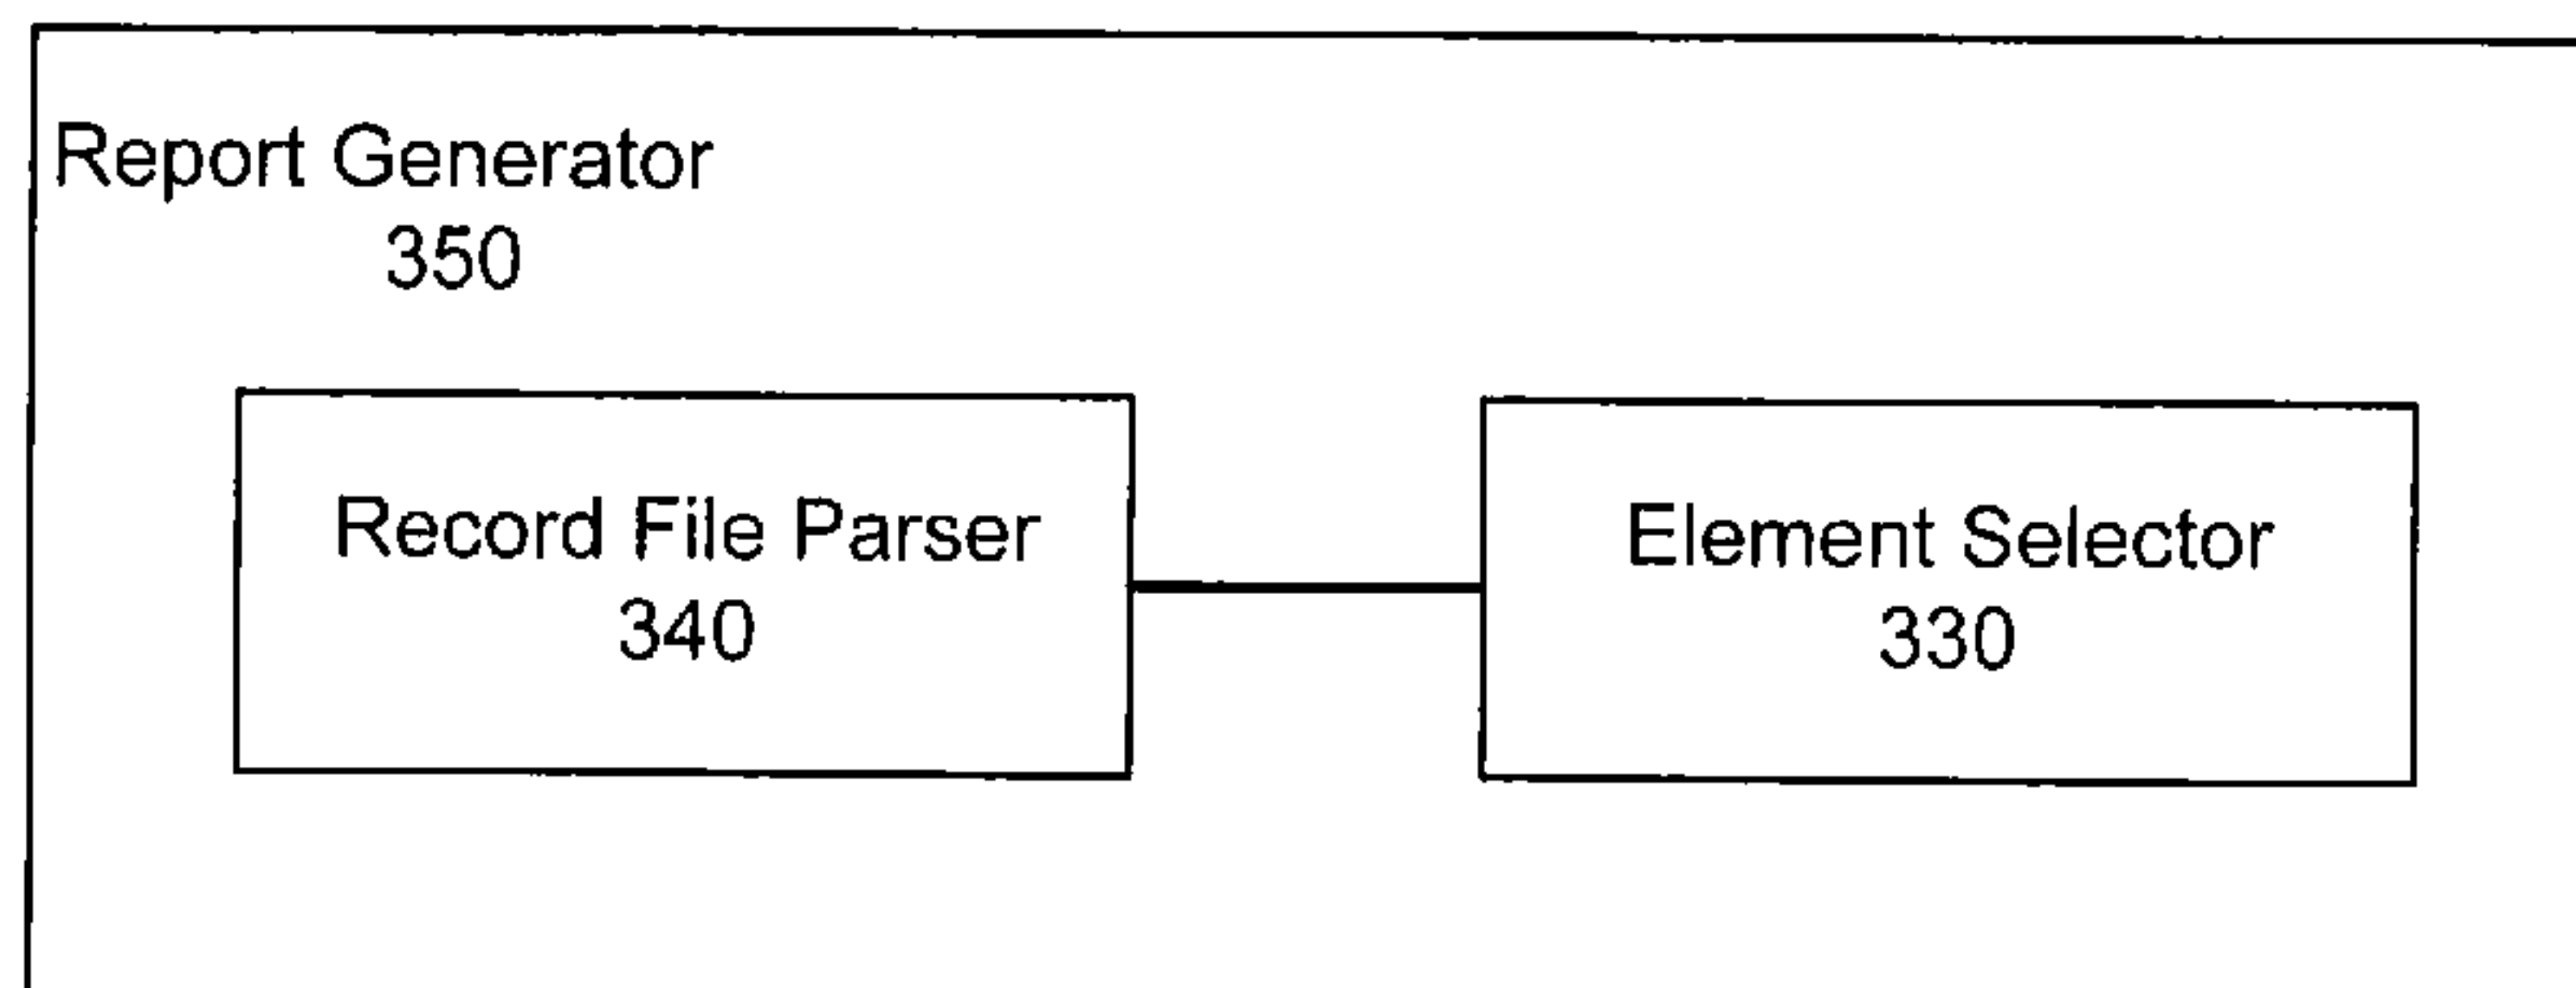 Report Generator
350
Record File Parser
340
Element Selector
330